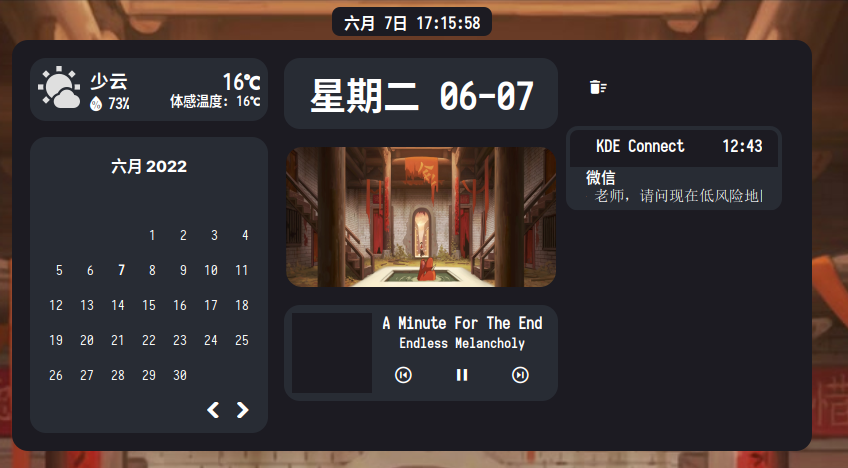 六月 7日 17:15:58
少云
73%
16℃
体感温度: 16℃
六月 2022
1 2 3 4
5 6 7 8 9 10 11
12 13 14 15 16 17 18
19 20 21 22 23 24 25
26 27 28 29 30
星期二 06-07
A Minute For The End
Endless Melancholy
KDE Connect 12:43
微信
老师，请问现在低风险地
惜